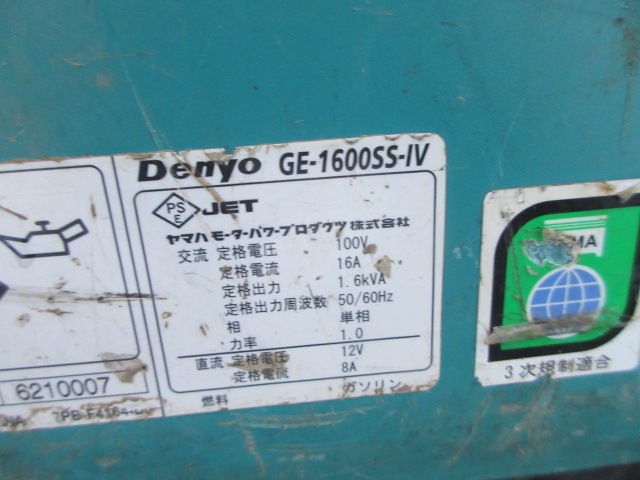 Denyo GE-1600SS-IV
PS
E
JET
ヤマハモーターパワープロダクツ株式会社
交流 定格電圧 100V
定格電流 16A
定格出力 1.6kVA
定格出力周波数 50/60Hz
相 単相
力率 1.0
直流 定格電圧 12V
定格電流 8A
燃料 ガソリン
6210007
MA
3次規制適合